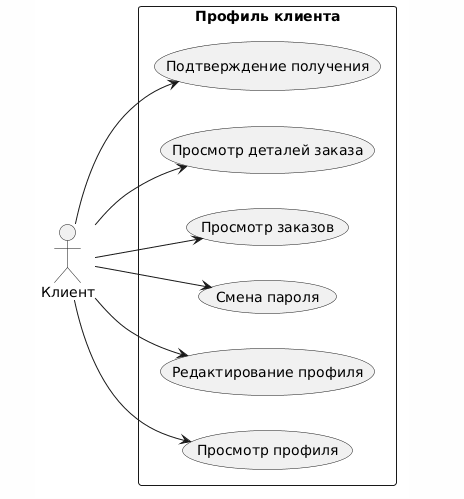 Профиль клиента
Подтверждение получения
Просмотр деталей заказа
Просмотр заказов
Смена пароля
Клиент
Редактирование профиля
Просмотр профиля